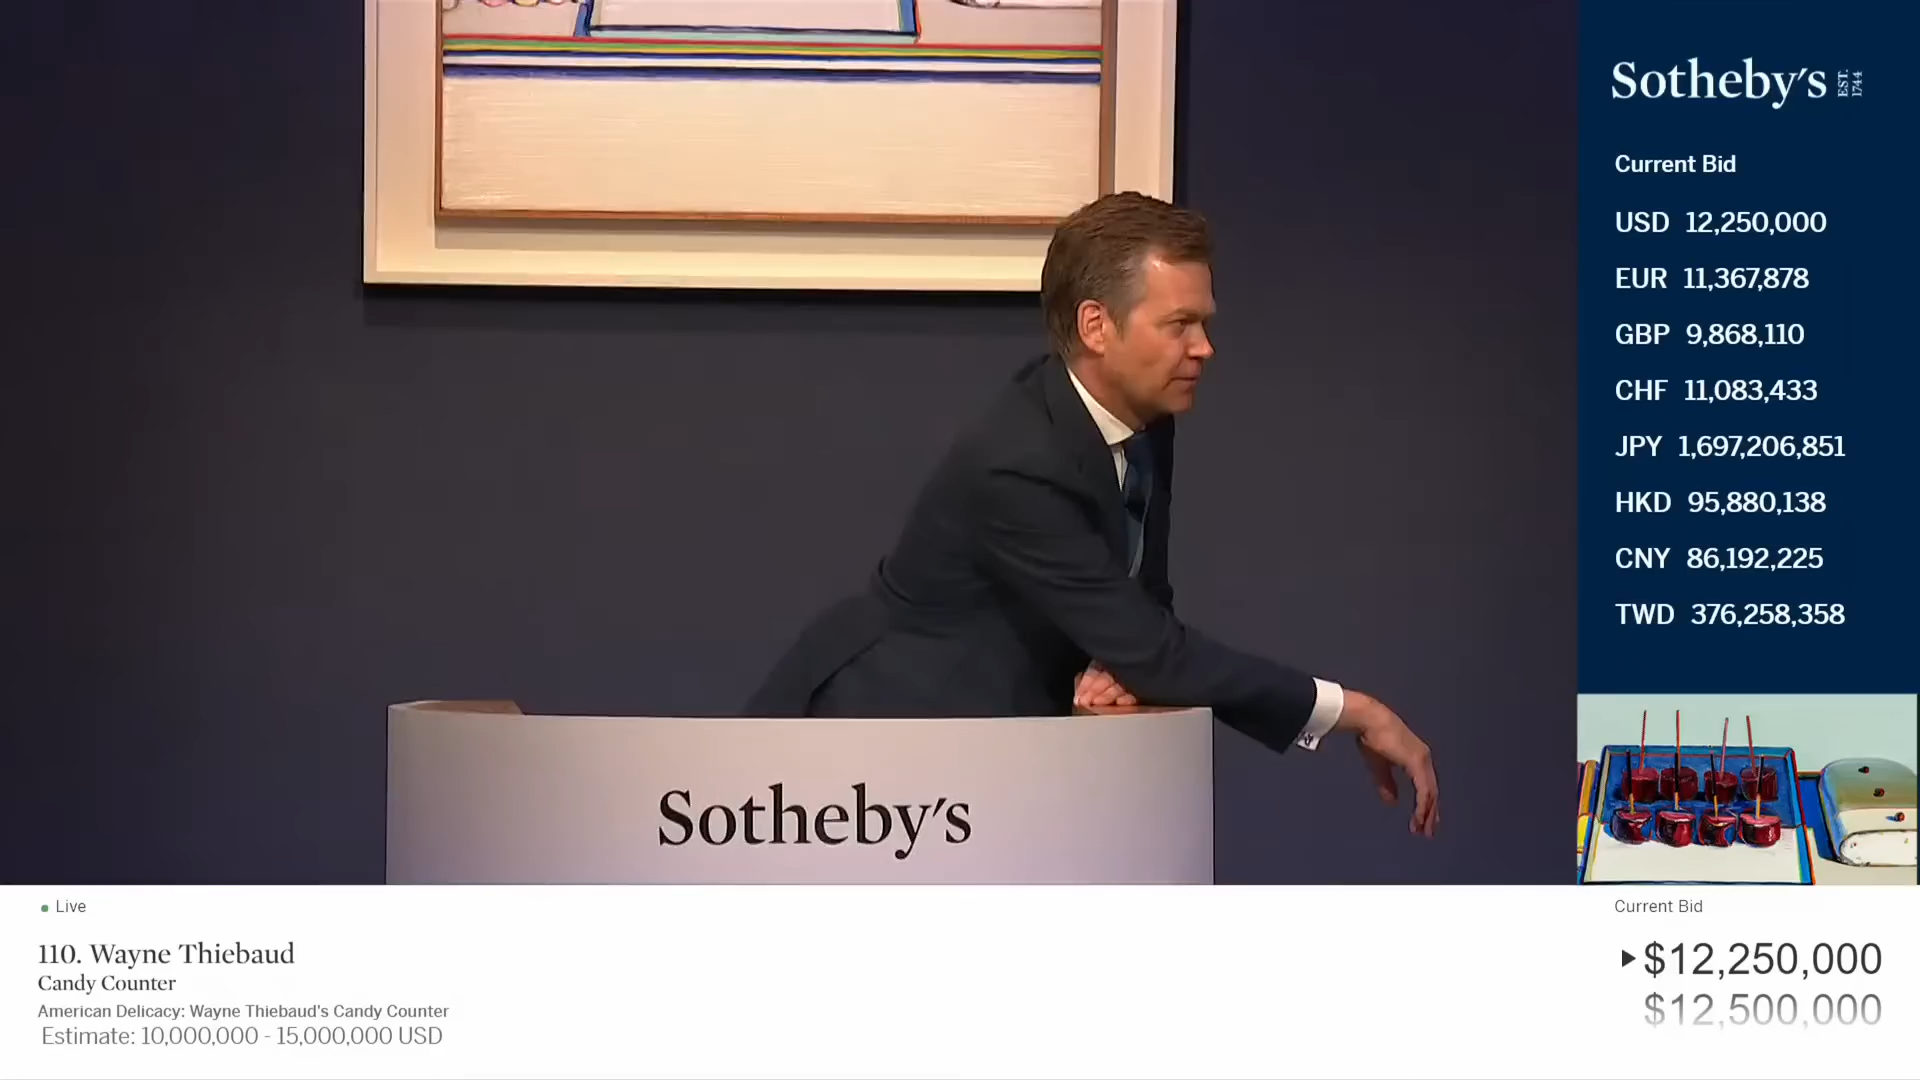 Sotheby's EST. 1744
Current Bid
USD 12,250,000
EUR 11,367,878
GBP 9,868,110
CHF 11,083,433
JPY 1,697,206,851
HKD 95,880,138
CNY 86,192,225
TWD 376,258,358
Sotheby's
Live
110. Wayne Thiebaud
Candy Counter
American Delicacy: Wayne Thiebaud's Candy Counter
Estimate: 10,000,000 - 15,000,000 USD
Current Bid
$12,250,000
$12,500,000